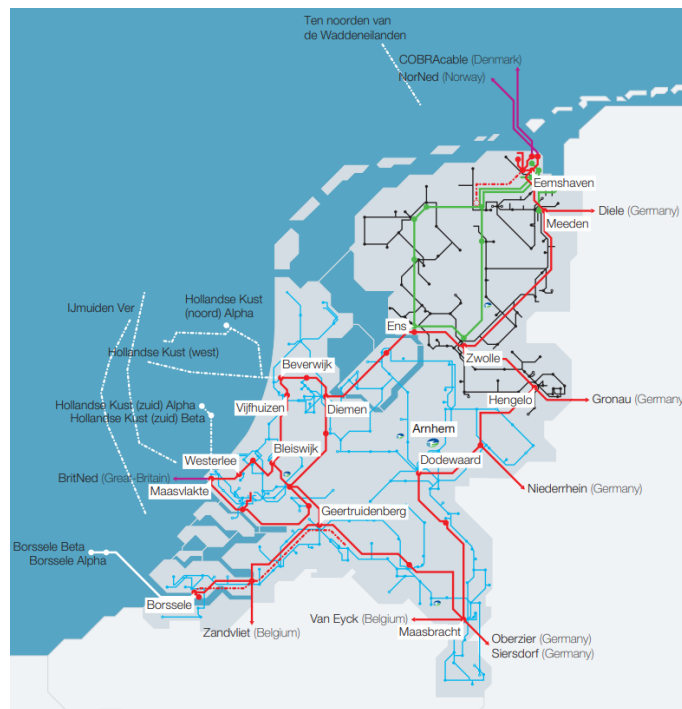 Ten noorden van
de Waddeneilanden
COBRAcable (Denmark)
NorNed (Norway)
Eemshaven
Diele (Germany)
Meeden
IJmuiden Ver
Hollandse Kust
(noord) Alpha
Ens
Hollandse Kust (west)
Beverwijk
Zwolle
Hengelo
Gronau (Germany
Hollandse Kust (zuid) Alpha
Hollandse Kust (zuid) Beta
Vijfhuizen
Diemen
Arnhem
Bleiswijk
Westerlee
Dodewaard
BritNed (Great-Britain)
Maasvlakte
Niederrhein (Germany)
Geertruidenberg
Borssele Beta
Borssele Alpha
Borssele
Zandvliet (Belgium)
Van Eyck (Belgium)
Maasbracht
Oberzier (Germany)
Siersdorf (Germany)